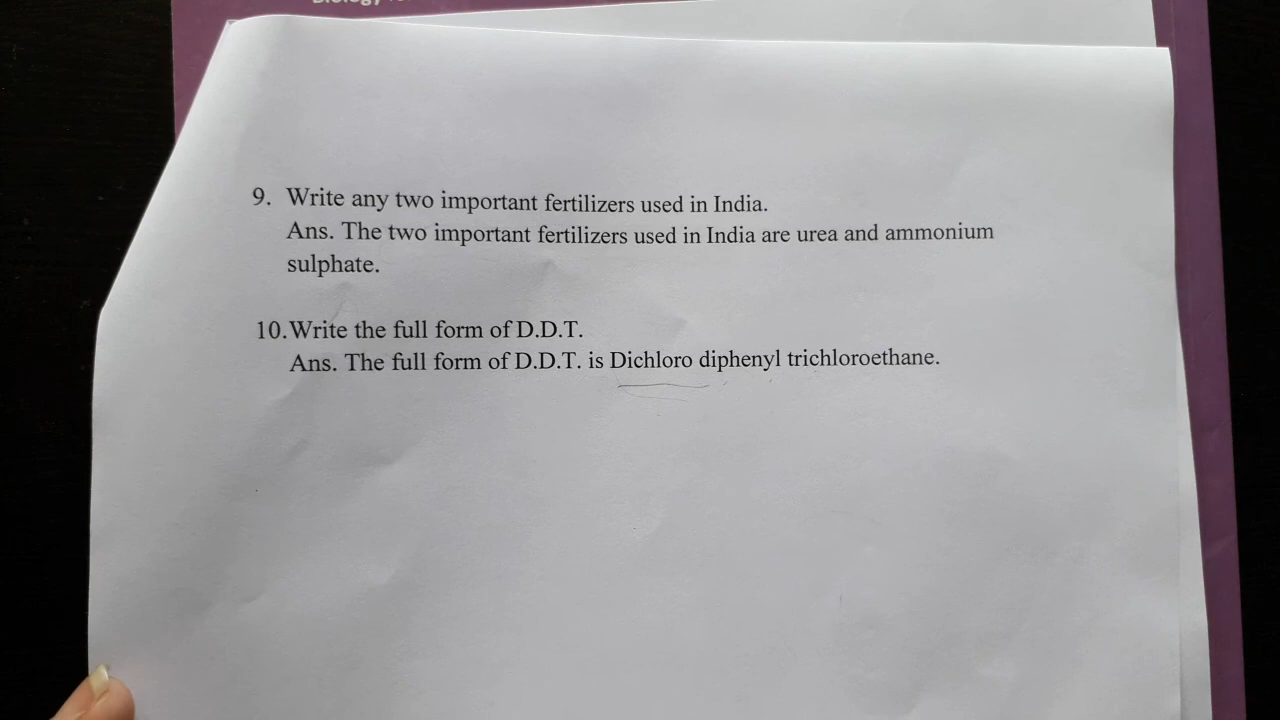 9. Write any two important fertilizers used in India.
Ans. The two important fertilizers used in India are urea and ammonium
sulphate.
10. Write the full form of D.D.T.
Ans. The full form of D.D.T. is Dichloro diphenyl trichloroethane.